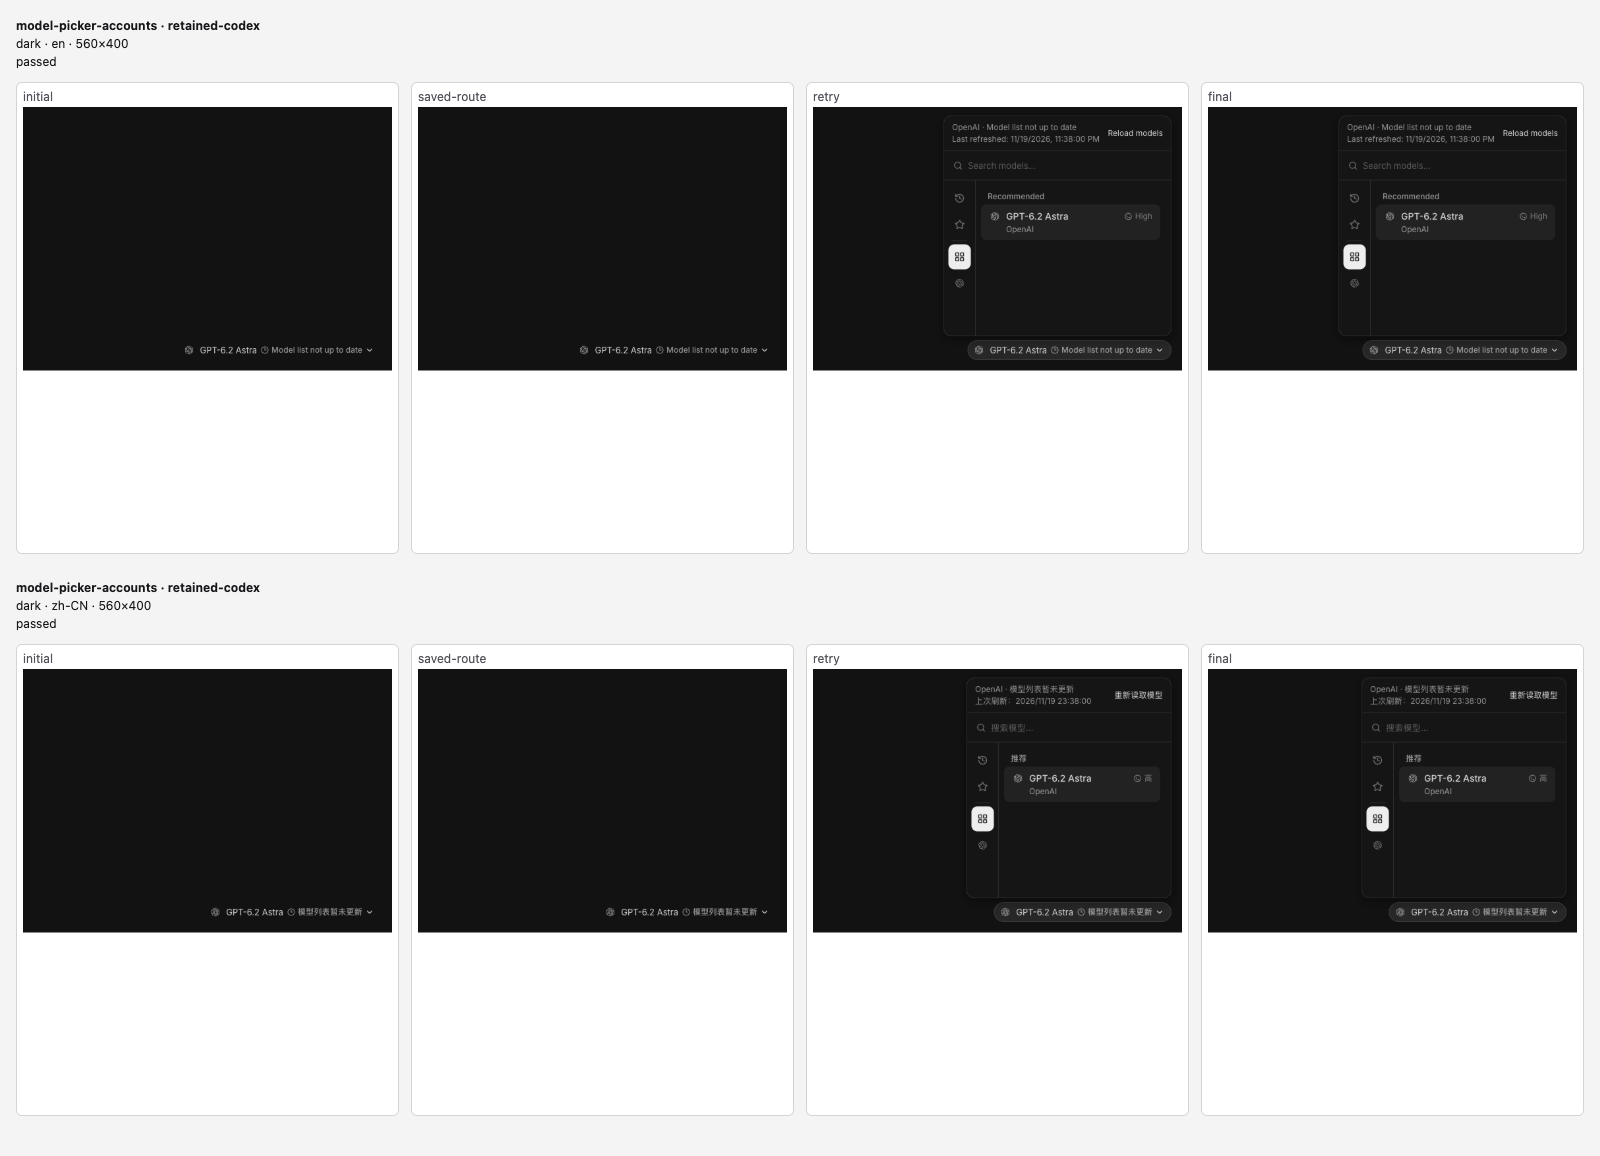 model-picker-accounts · retained-codex
dark · en · 560×400
passed
initial
GPT-6.2 Astra Model list not up to date
saved-route
GPT-6.2 Astra Model list not up to date
retry
OpenAI · Model list not up to date
Last refreshed: 11/19/2026, 11:38:00 PM
Reload models
Search models...
Recommended
GPT-6.2 Astra High
OpenAI
GPT-6.2 Astra Model list not up to date
final
OpenAI · Model list not up to date
Last refreshed: 11/19/2026, 11:38:00 PM
Reload models
Search models...
Recommended
GPT-6.2 Astra High
OpenAI
GPT-6.2 Astra Model list not up to date
model-picker-accounts · retained-codex
dark · zh-CN · 560×400
passed
initial
GPT-6.2 Astra 模型列表暂未更新
saved-route
GPT-6.2 Astra 模型列表暂未更新
retry
OpenAI · 模型列表暂未更新
上次刷新：2026/11/19 23:38:00
重新读取模型
搜索模型...
推荐
GPT-6.2 Astra 高
OpenAI
GPT-6.2 Astra 模型列表暂未更新
final
OpenAI · 模型列表暂未更新
上次刷新：2026/11/19 23:38:00
重新读取模型
搜索模型...
推荐
GPT-6.2 Astra 高
OpenAI
GPT-6.2 Astra 模型列表暂未更新